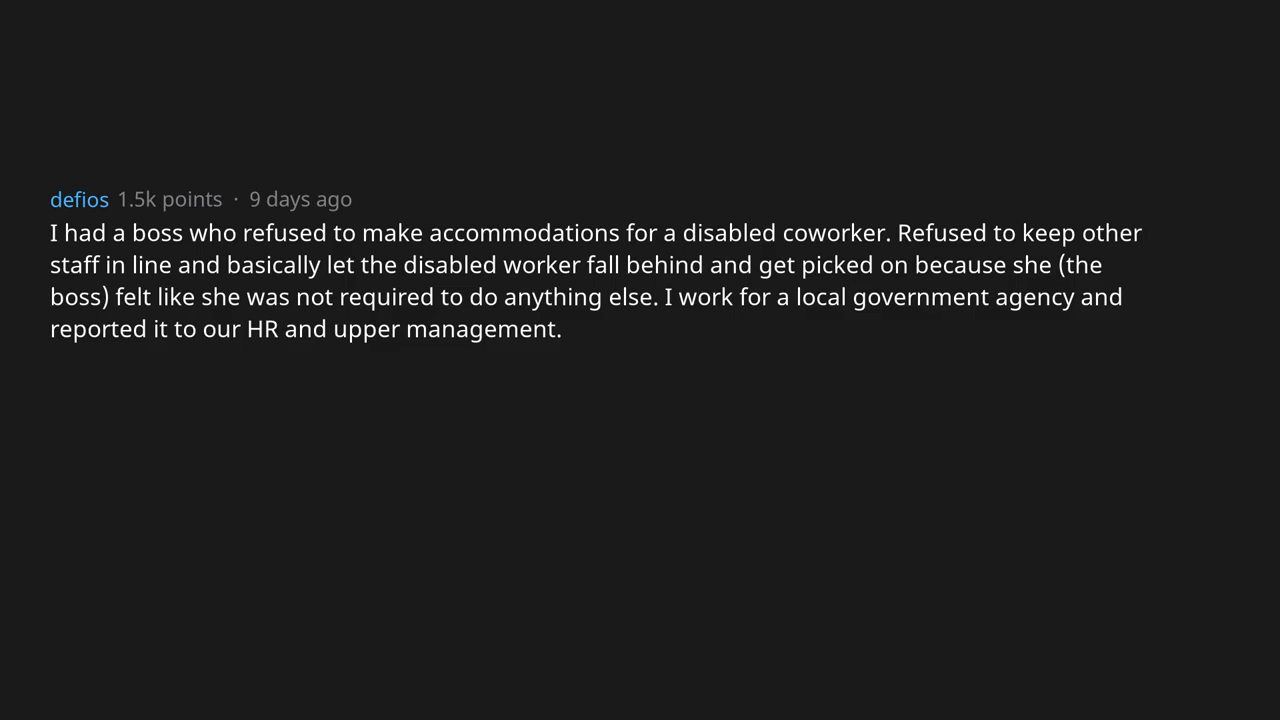 defios 1.5k points · 9 days ago
I had a boss who refused to make accommodations for a disabled coworker. Refused to keep other
staff in line and basically let the disabled worker fall behind and get picked on because she (the
boss) felt like she was not required to do anything else. I work for a local government agency and
reported it to our HR and upper management.